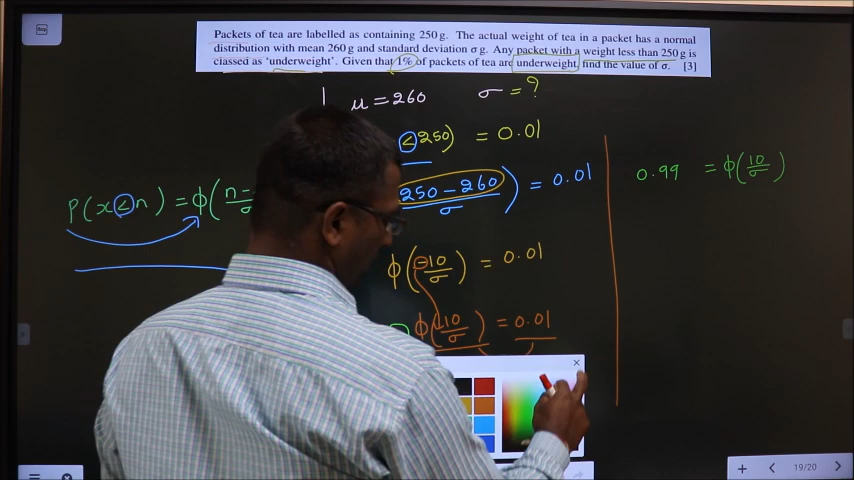 Packets of tea are labelled as containing 250 g. The actual weight of tea in a packet has a normal
distribution with mean 260 g and standard deviation σ g. Any packet with a weight less than 250 g is
classed as 'underweight'. Given that 1% of packets of tea are underweight, find the value of σ. [3]
μ = 260 σ = ?
< 250) = 0.01
P(x < n) = ϕ(n-
250 - 260 / σ) = 0.01
ϕ(-10/σ) = 0.01
ϕ(10/σ) = 0.01
0.99 = ϕ(10/σ)
19/20